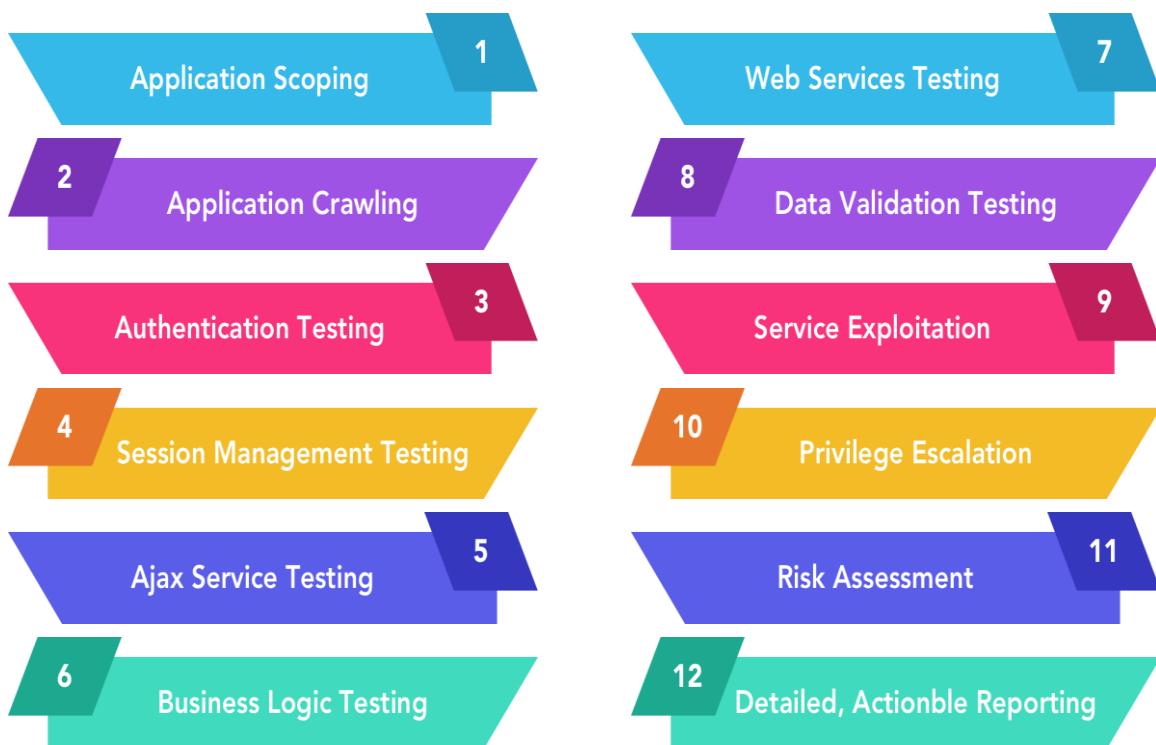 1
Application Scoping
2
Application Crawling
3
Authentication Testing
4
Session Management Testing
5
Ajax Service Testing
6
Business Logic Testing
7
Web Services Testing
8
Data Validation Testing
9
Service Exploitation
10
Privilege Escalation
11
Risk Assessment
12
Detailed, Actionble Reporting